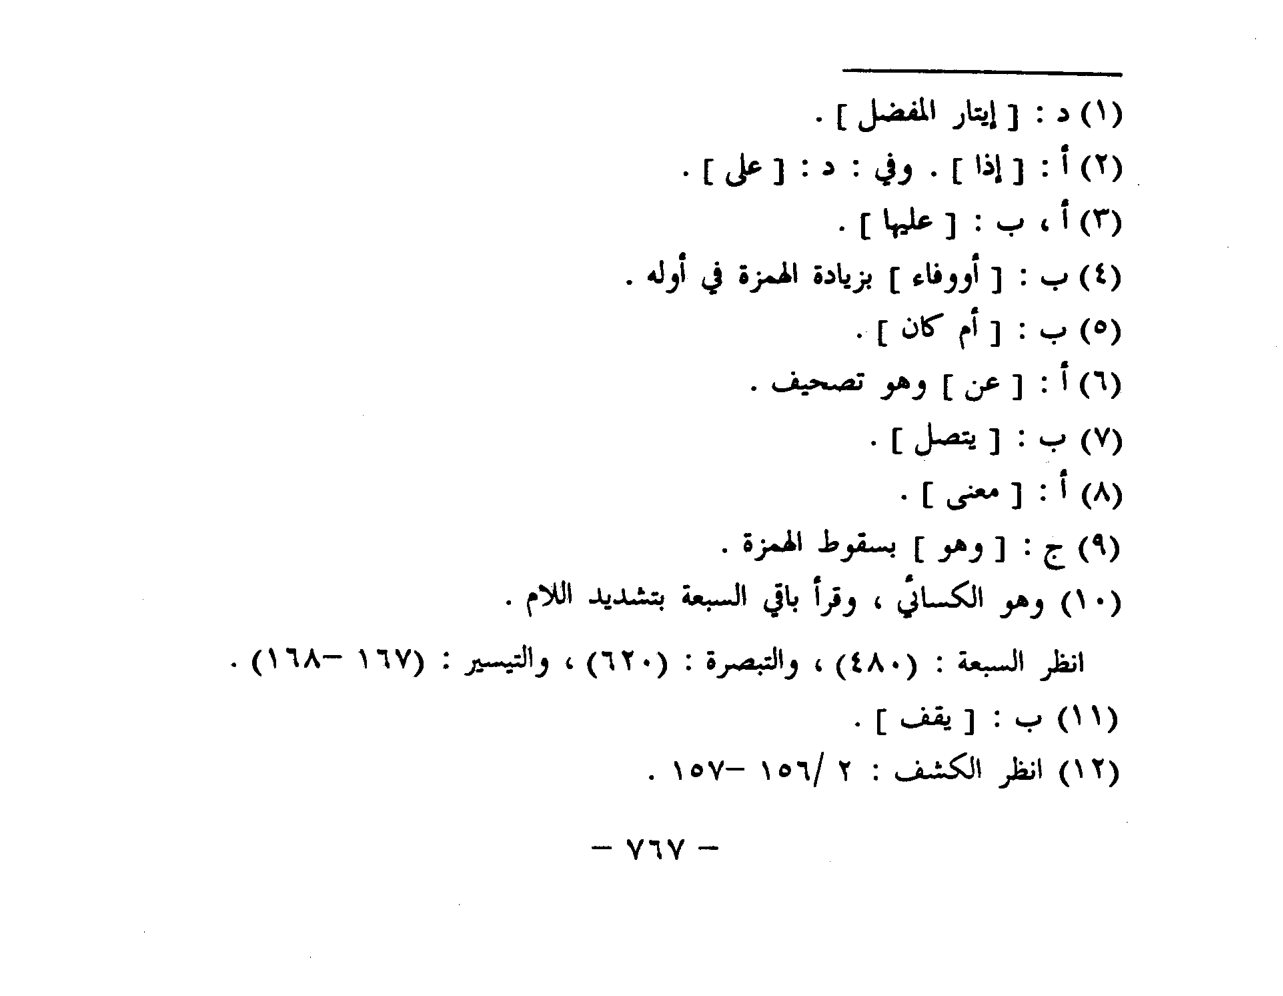 (١) د : [ إيتار المفضل ] .
(٢) أ : [ إذا ] . وفي : د : [ على ] .
(٣) أ ، ب : [ عليها ] .
(٤) ب : [ أووفاء ] بزيادة الهمزة في أوله .
(٥) ب : [ أم كان ] .
(٦) أ : [ عن ] وهو تصحيف .
(٧) ب : [ يتصل ] .
(٨) أ : [ معنى ] .
(٩) ج : [ وهو ] بسقوط الهمزة .
(١٠) وهو الكسائي ، وقرأ باقي السبعة بتشديد اللام .
انظر السبعة : (٤٨٠) ، والتبصرة : (٦٢٠) ، والتيسير : (١٦٧ –١٦٨) .
(١١) ب : [ يقف ] .
(١٢) انظر الكشف : ٢ /١٥٦ –١٥٧ .
– ٧٦٧ –